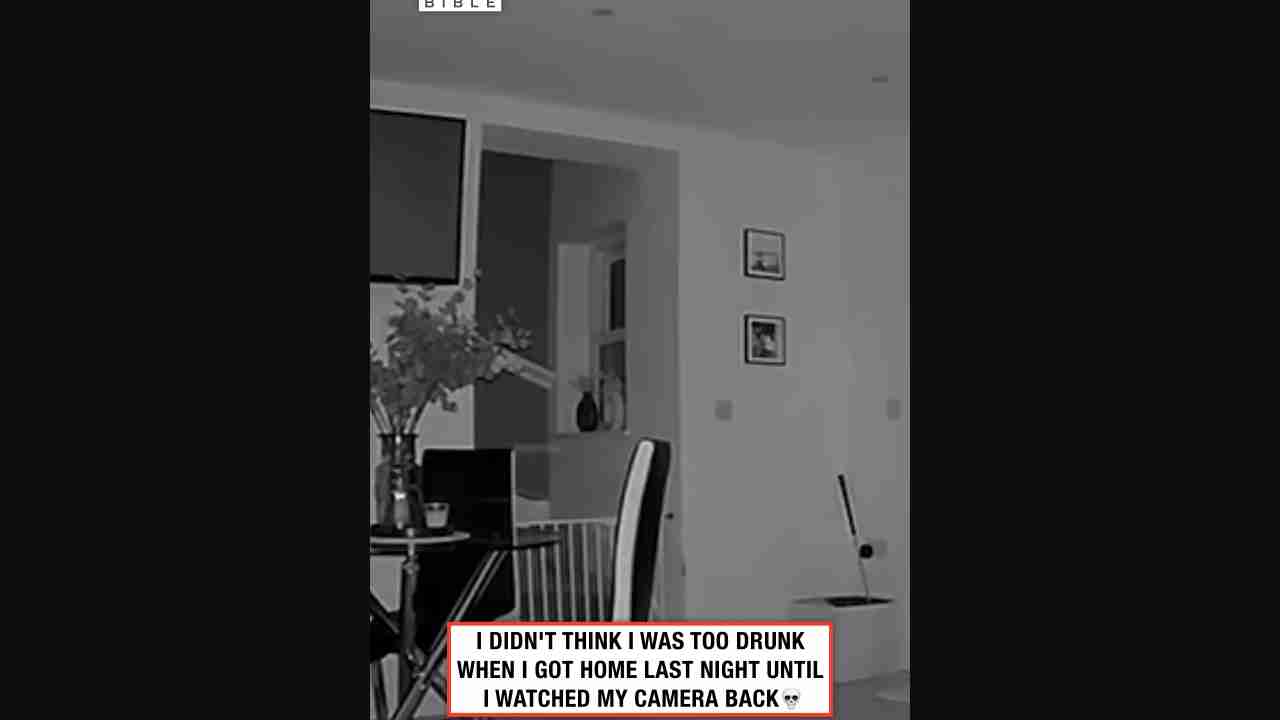 BIBLE
I DIDN'T THINK I WAS TOO DRUNK
WHEN I GOT HOME LAST NIGHT UNTIL
I WATCHED MY CAMERA BACK💀